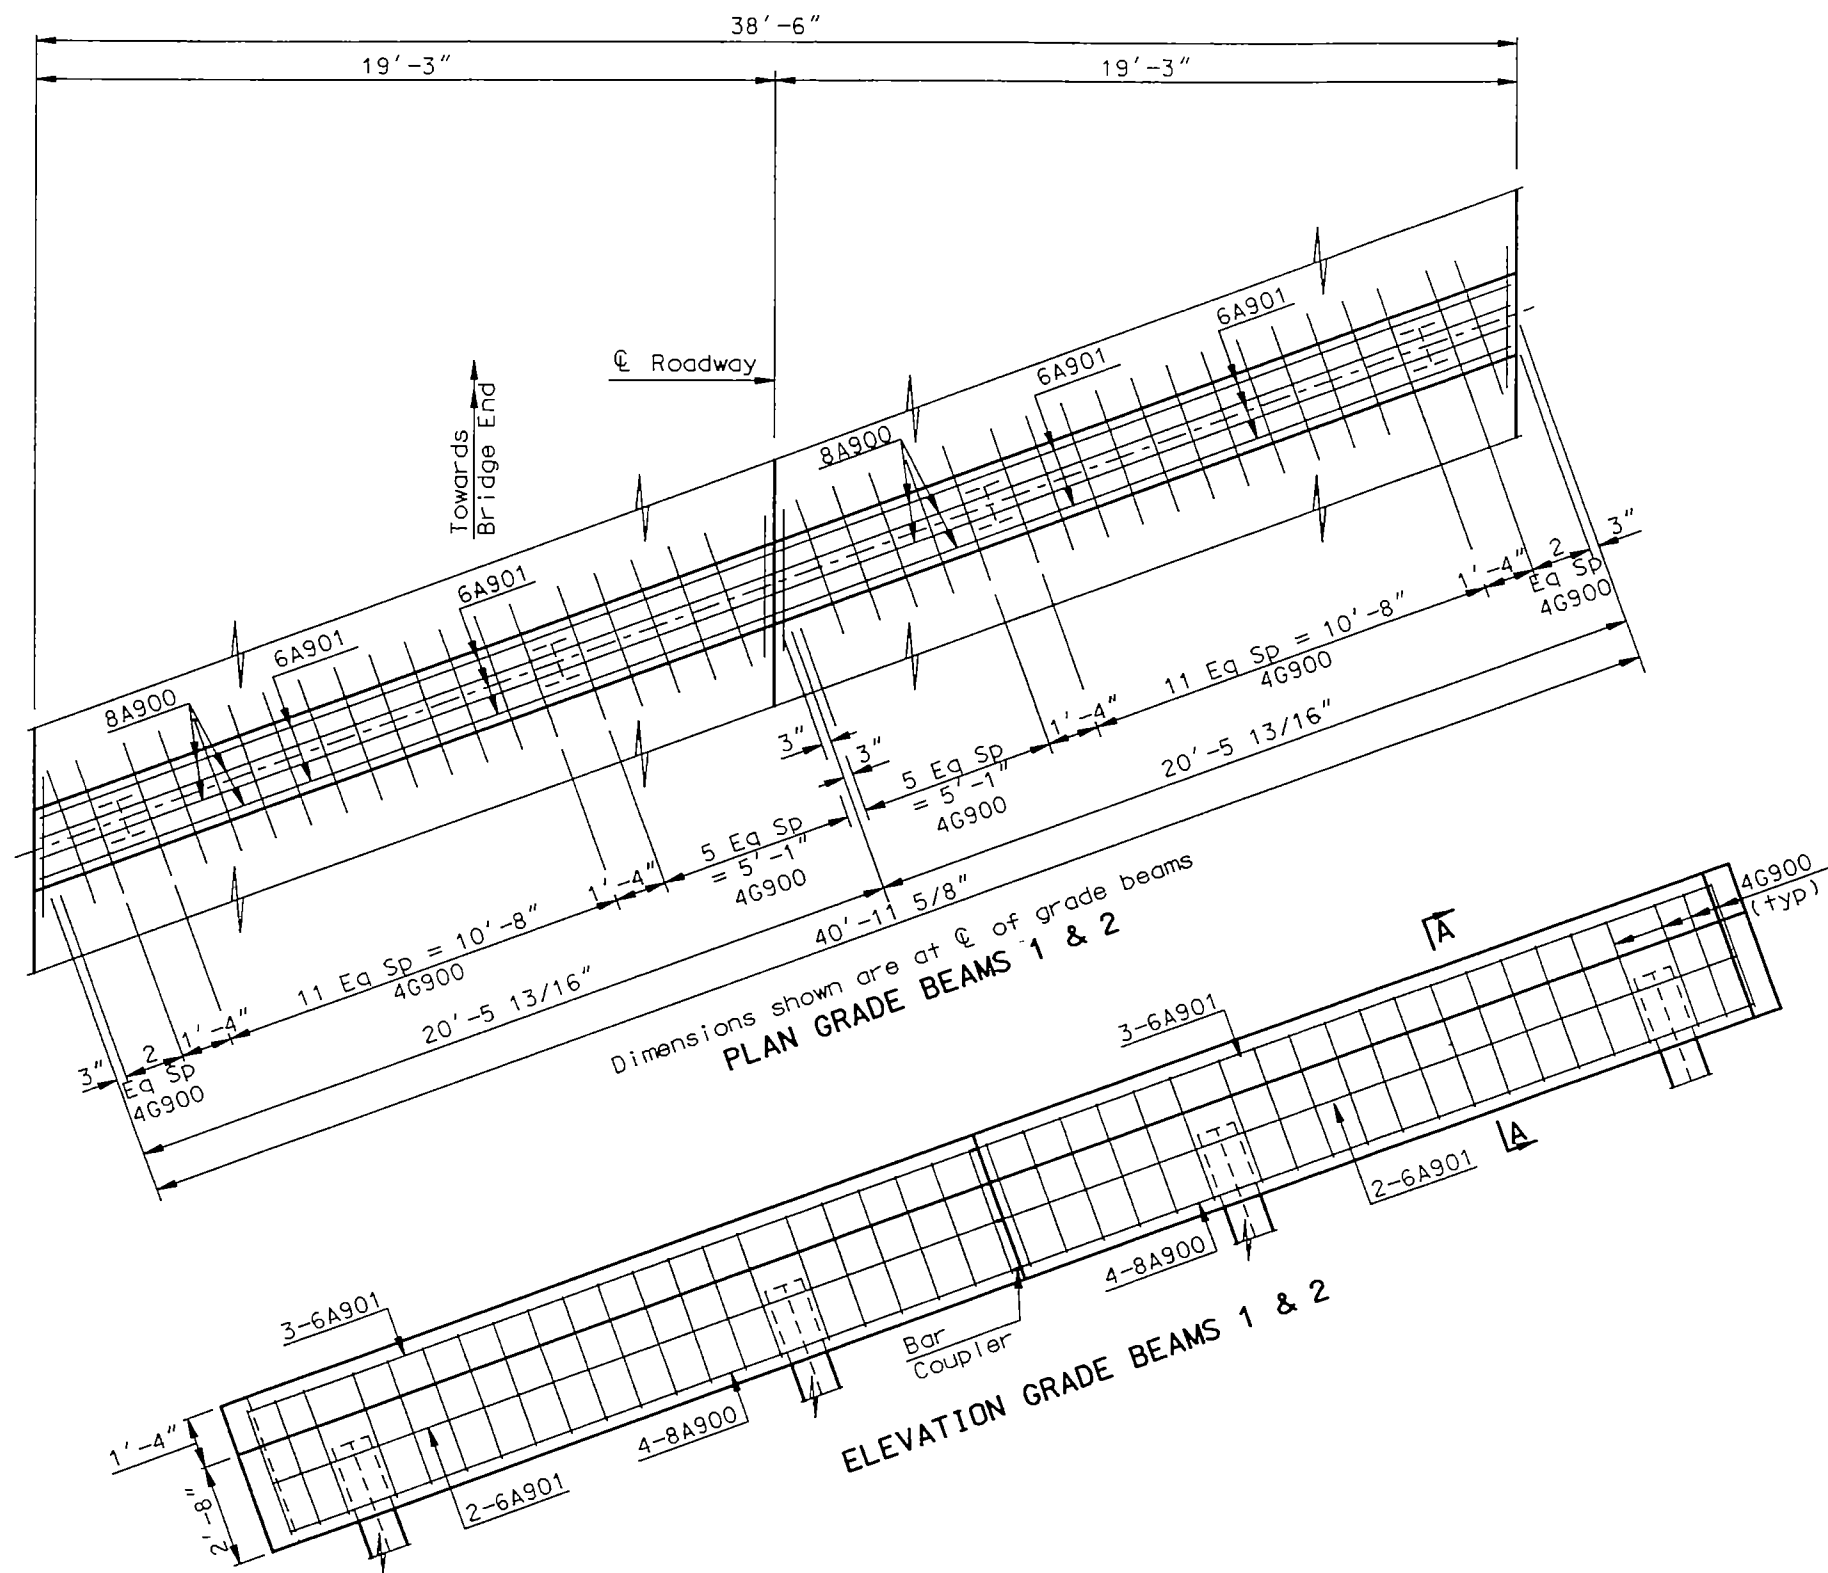 38'-6"
19'-3"
19'-3"
6A901
6A901
℄ Roadway
Towards
Bridge End
8A900
6A901
6A901
8A900
3"
2
Eq Sp
4G900
1'-4"
11 Eq Sp = 10'-8"
4G900
3"
3"
5 Eq Sp
= 5'-1"
4G900
1'-4"
20'-5 13/16"
5 Eq Sp
= 5'-1"
4G900
1'-4"
11 Eq Sp = 10'-8"
4G900
1'-4"
2
Eq Sp
4G900
3"
20'-5 13/16"
40'-11 5/8"
Dimensions shown are at ℄ of grade beams
PLAN GRADE BEAMS 1 & 2
4G900
(typ)
A
3-6A901
A
2-6A901
4-8A900
Bar
Coupler
3-6A901
4-8A900
2-6A901
1'-4"
2'-8"
ELEVATION GRADE BEAMS 1 & 2